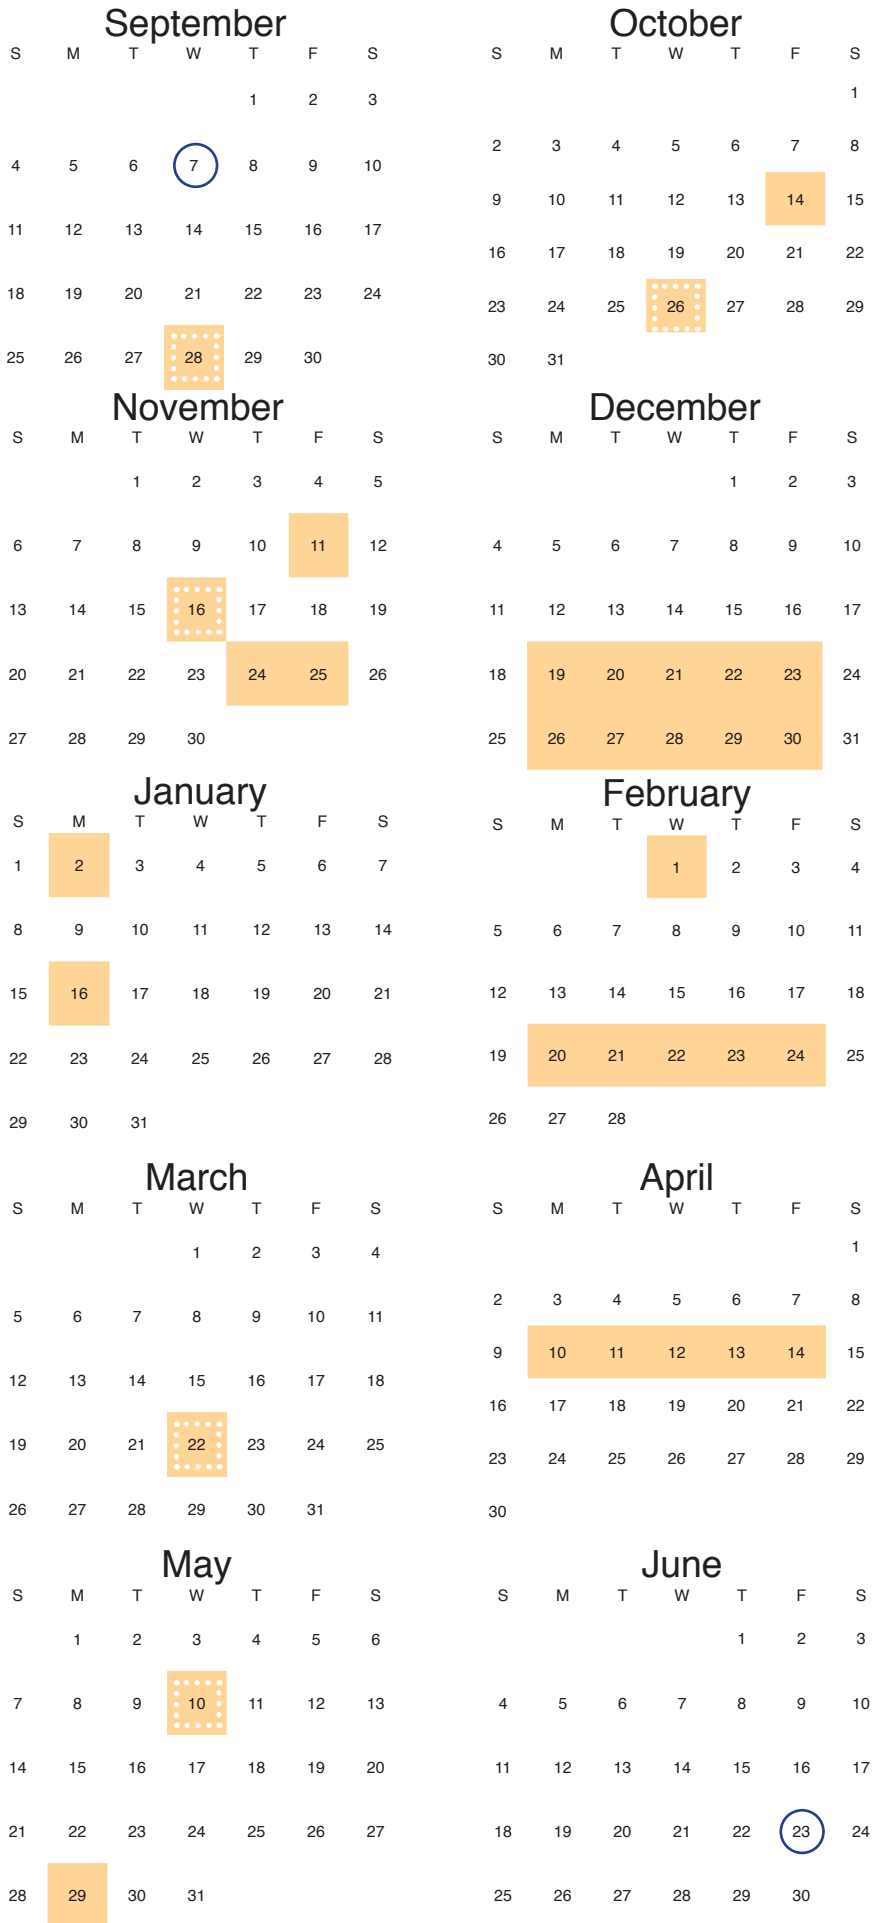 September
S M T W T F S
1 2 3
4 5 6 7 8 9 10
11 12 13 14 15 16 17
18 19 20 21 22 23 24
25 26 27 28 29 30
October
S M T W T F S
1
2 3 4 5 6 7 8
9 10 11 12 13 14 15
16 17 18 19 20 21 22
23 24 25 26 27 28 29
30 31
November
S M T W T F S
1 2 3 4 5
6 7 8 9 10 11 12
13 14 15 16 17 18 19
20 21 22 23 24 25 26
27 28 29 30
December
S M T W T F S
1 2 3
4 5 6 7 8 9 10
11 12 13 14 15 16 17
18 19 20 21 22 23 24
25 26 27 28 29 30 31
January
S M T W T F S
1 2 3 4 5 6 7
8 9 10 11 12 13 14
15 16 17 18 19 20 21
22 23 24 25 26 27 28
29 30 31
February
S M T W T F S
1 2 3 4
5 6 7 8 9 10 11
12 13 14 15 16 17 18
19 20 21 22 23 24 25
26 27 28
March
S M T W T F S
1 2 3 4
5 6 7 8 9 10 11
12 13 14 15 16 17 18
19 20 21 22 23 24 25
26 27 28 29 30 31
April
S M T W T F S
1
2 3 4 5 6 7 8
9 10 11 12 13 14 15
16 17 18 19 20 21 22
23 24 25 26 27 28 29
30
May
S M T W T F S
1 2 3 4 5 6
7 8 9 10 11 12 13
14 15 16 17 18 19 20
21 22 23 24 25 26 27
28 29 30 31
June
S M T W T F S
1 2 3
4 5 6 7 8 9 10
11 12 13 14 15 16 17
18 19 20 21 22 23 24
25 26 27 28 29 30